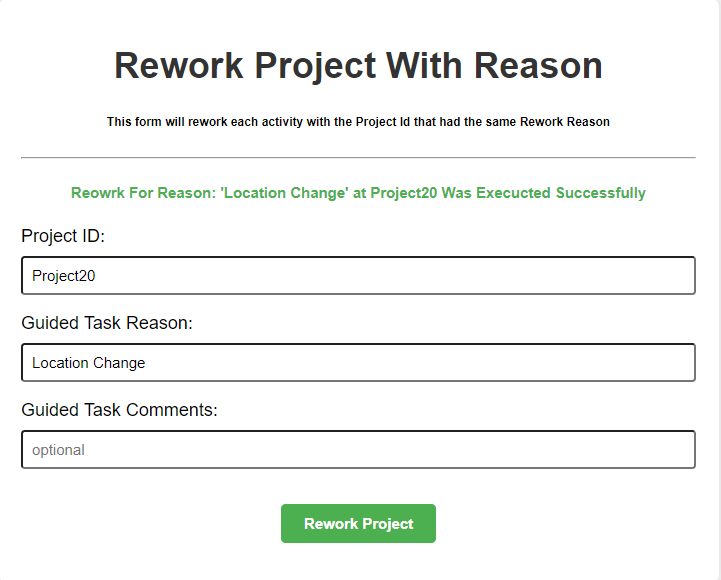 Rework Project With Reason
This form will rework each activity with the Project Id that had the same Rework Reason
Reowrk For Reason: 'Location Change' at Project20 Was Execucted Successfully
Project ID:
Project20
Guided Task Reason:
Location Change
Guided Task Comments:
optional
Rework Project